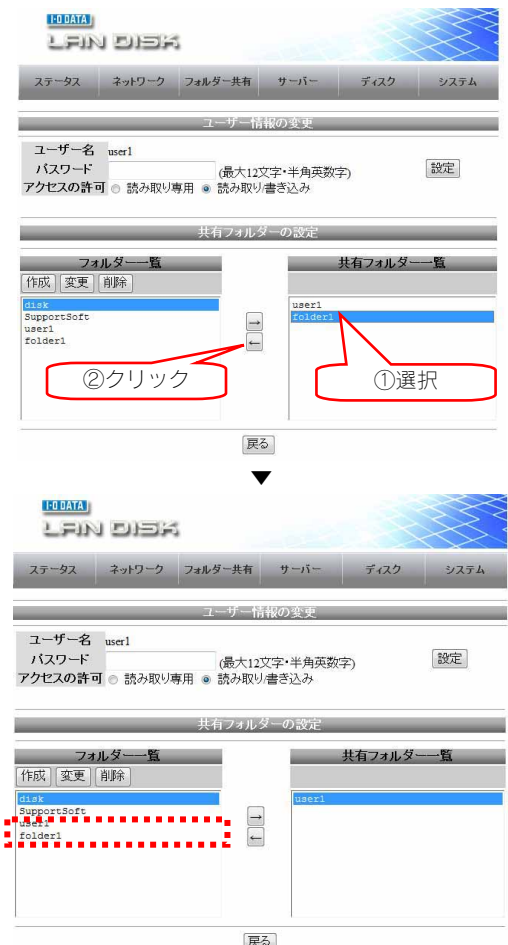 I-O DATA
LAN DISK
ステータス ネットワーク フォルダー共有 サーバー ディスク システム
ユーザー情報の変更
ユーザー名 user1
パスワード (最大12文字・半角英数字) 設定
アクセスの許可 読み取り専用 読み取り/書き込み
共有フォルダーの設定
フォルダー一覧 共有フォルダー一覧
作成 変更 削除
disk user1
SupportSoft folder1
user1 →
folder1 ←
②クリック ①選択
戻る
▼
I-O DATA
LAN DISK
ステータス ネットワーク フォルダー共有 サーバー ディスク システム
ユーザー情報の変更
ユーザー名 user1
パスワード (最大12文字・半角英数字) 設定
アクセスの許可 読み取り専用 読み取り/書き込み
共有フォルダーの設定
フォルダー一覧 共有フォルダー一覧
作成 変更 削除
disk user1
SupportSoft →
user1
folder1 ←
戻る